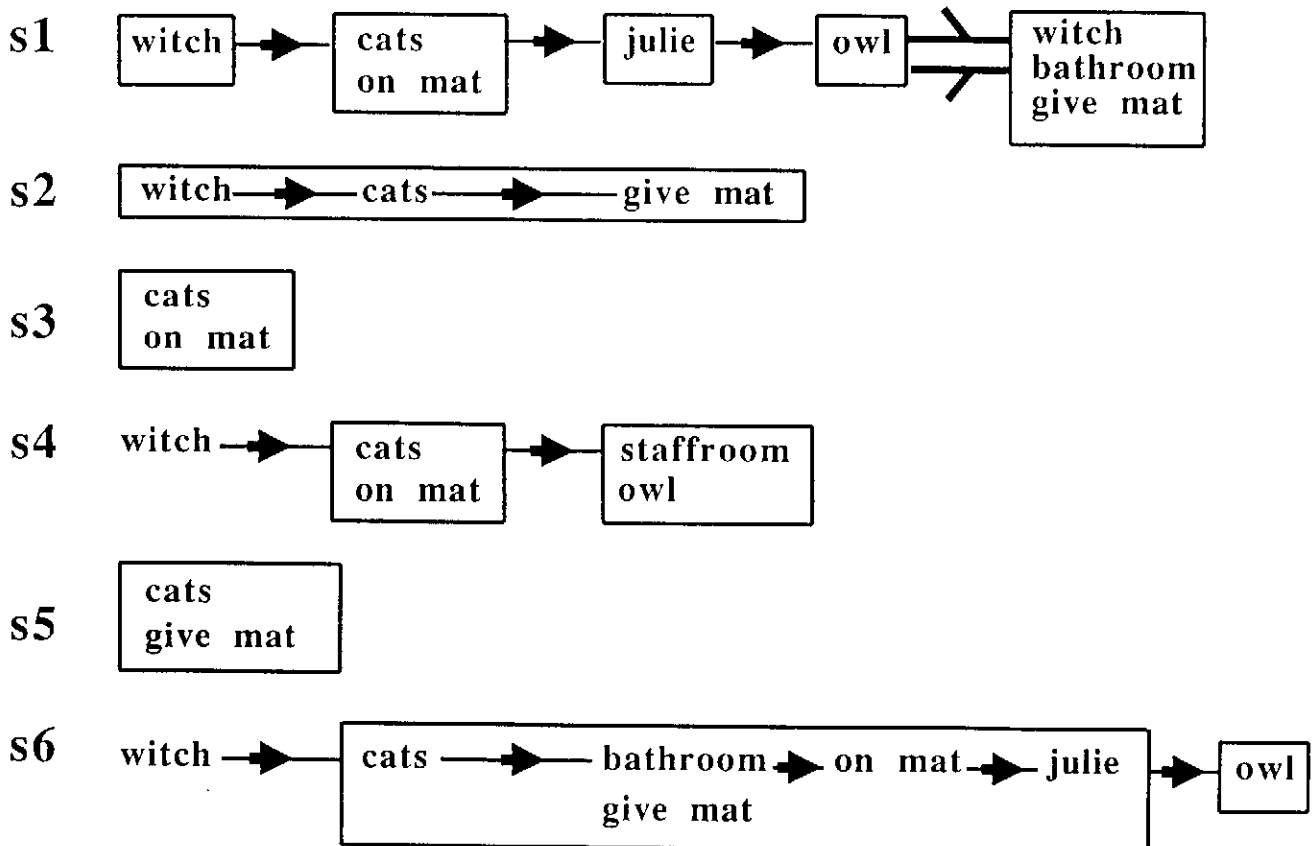 s1 witch cats julie owl witch
on mat bathroom
give mat
s2 witch cats give mat
s3 cats
on mat
s4 witch cats staffroom
on mat owl
s5 cats
give mat
s6 witch cats bathroom on mat julie owl
give mat